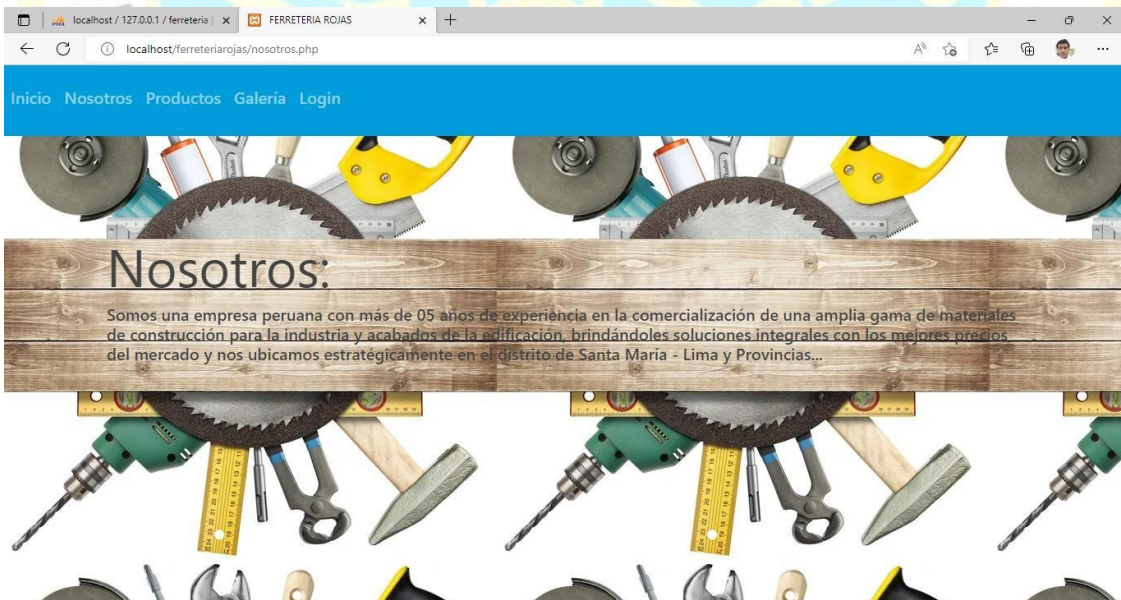 localhost / 127.0.0.1 / ferreteria |
FERRETERIA ROJAS
localhost/ferreteriarojas/nosotros.php
Inicio Nosotros Productos Galería Login
Nosotros:
Somos una empresa peruana con más de 05 años de experiencia en la comercialización de una amplia gama de materiales
de construcción para la industria y acabados de la edificación, brindándoles soluciones integrales con los mejores precios
del mercado y nos ubicamos estratégicamente en el distrito de Santa María - Lima y Provincias...